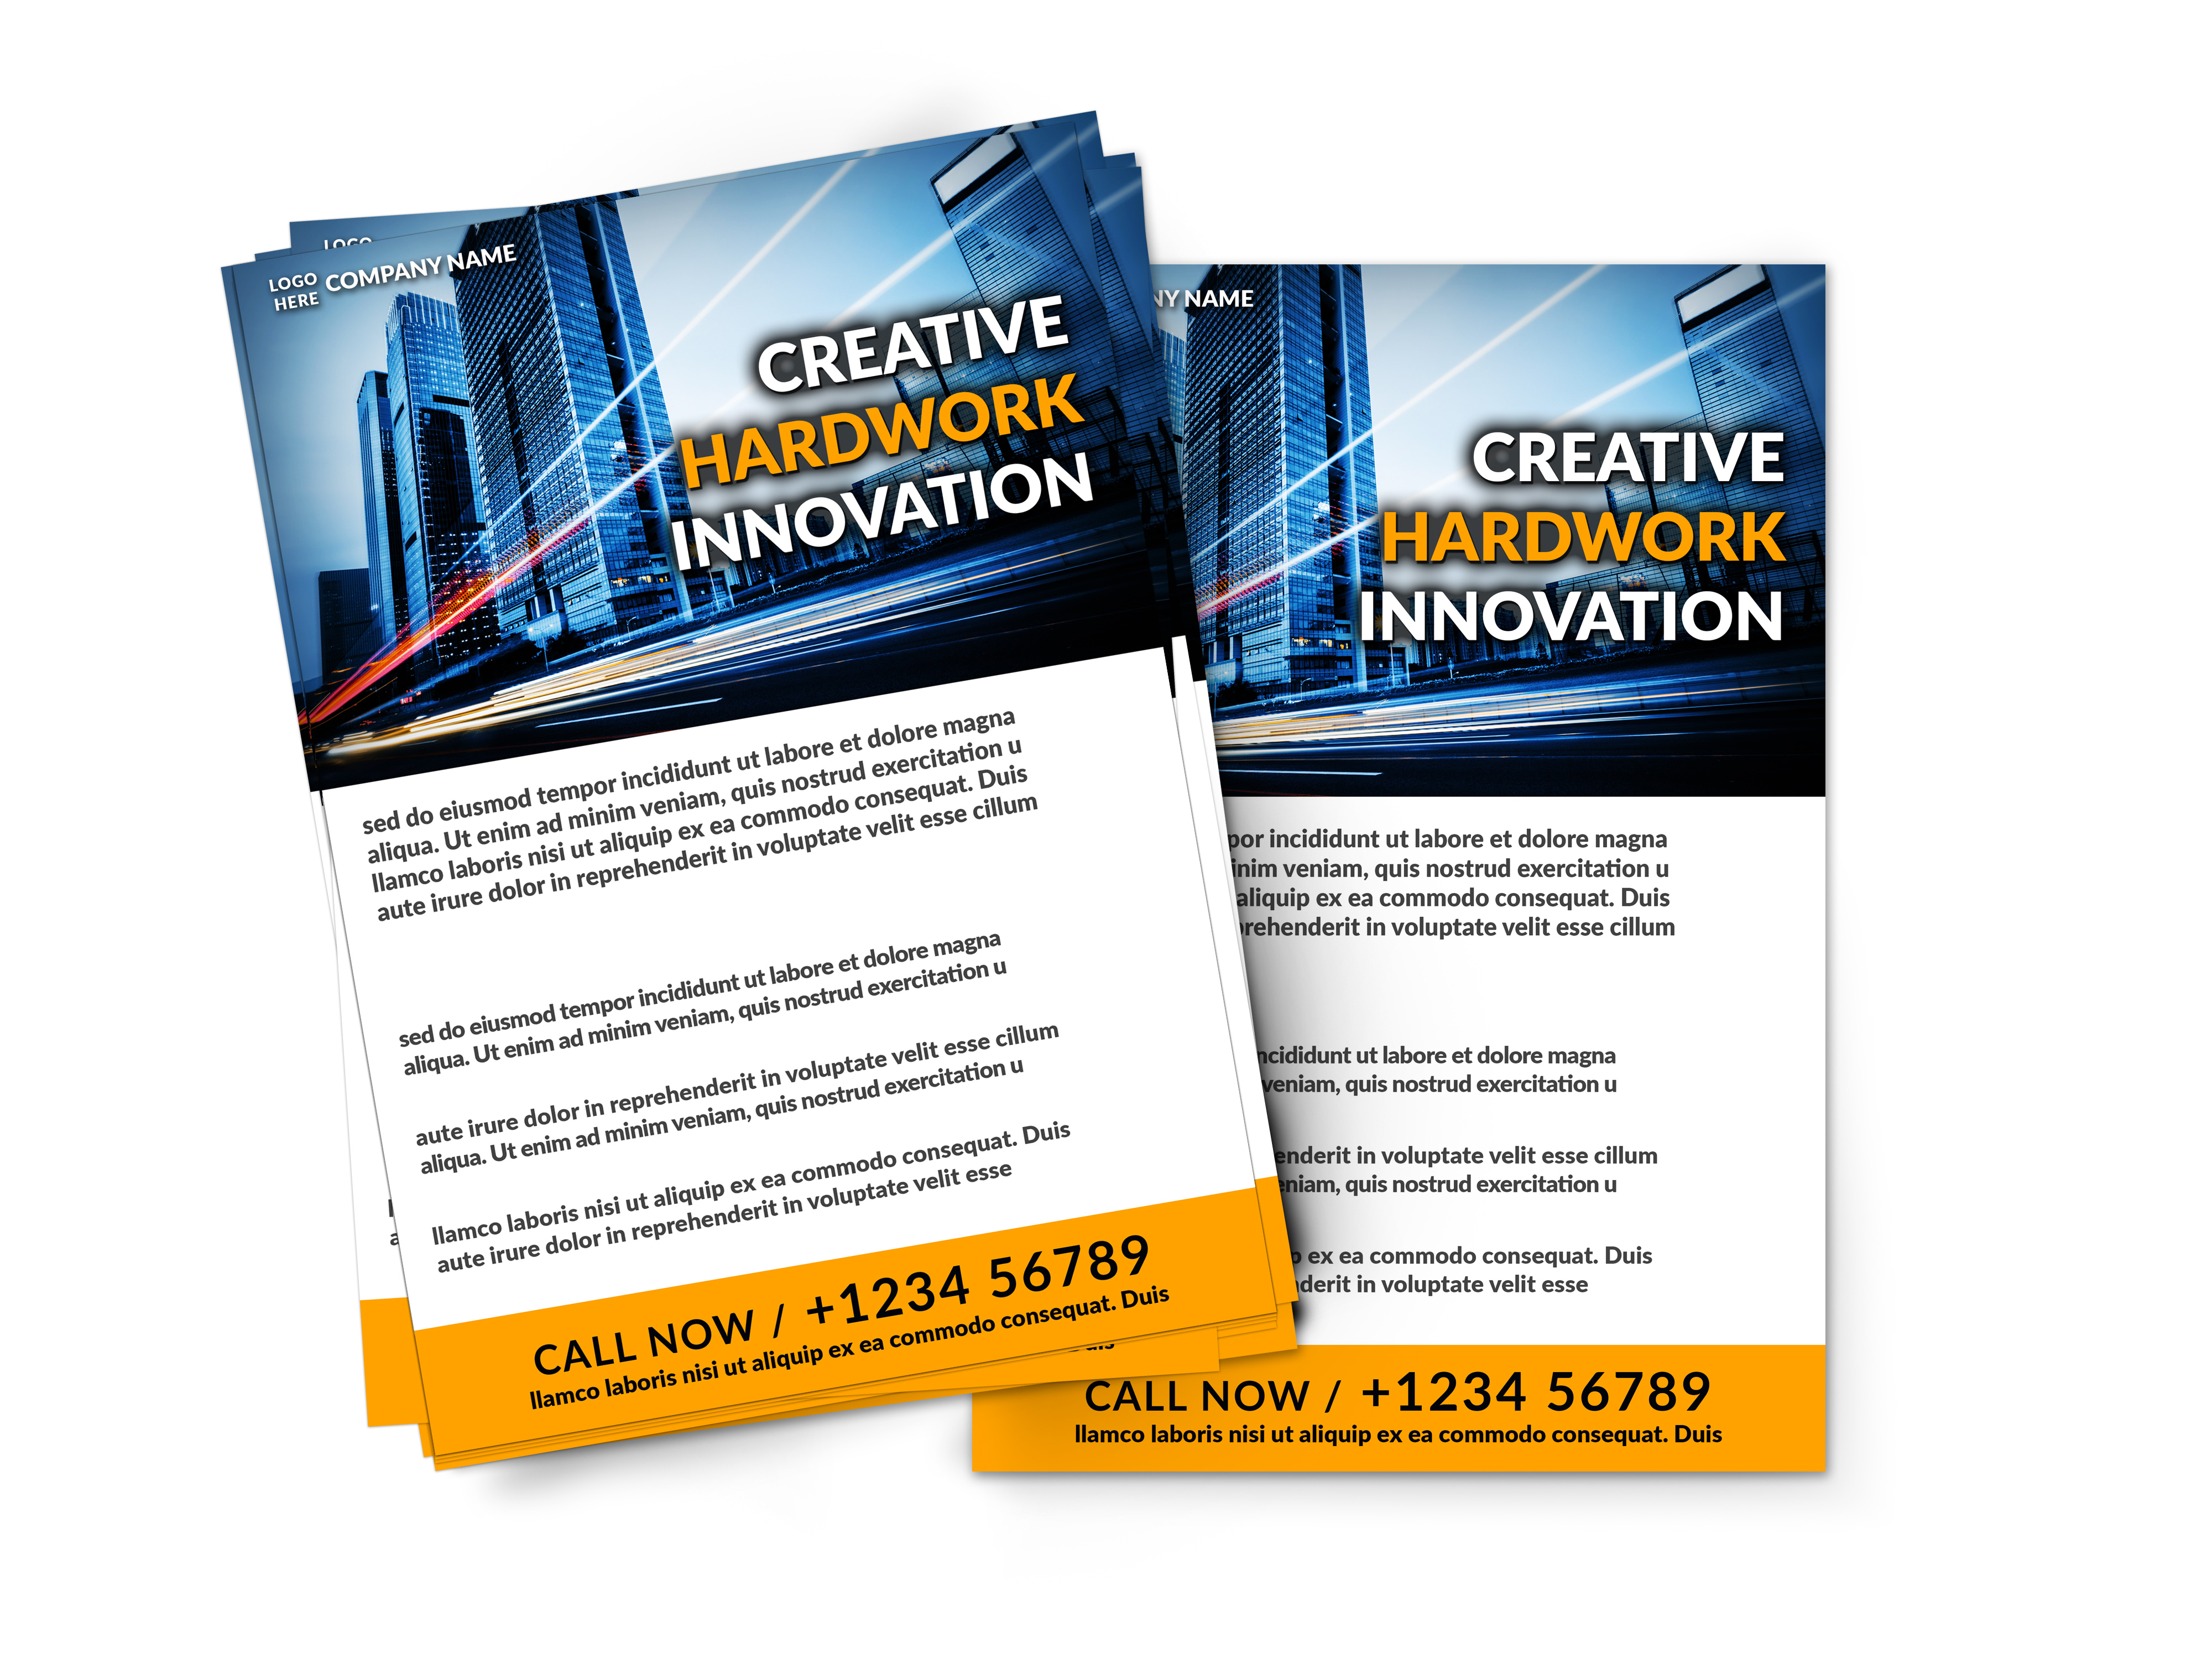 LOGO
LOGO
HERE
COMPANY NAME
CREATIVE
HARDWORK
INNOVATION
sed do eiusmod tempor incididunt ut labore et dolore magna
aliqua. Ut enim ad minim veniam, quis nostrud exercitation u
llamco laboris nisi ut aliquip ex ea commodo consequat. Duis
aute irure dolor in reprehenderit in voluptate velit esse cillum
sed do eiusmod tempor incididunt ut labore et dolore magna
aliqua. Ut enim ad minim veniam, quis nostrud exercitation u
aute irure dolor in reprehenderit in voluptate velit esse cillum
aliqua. Ut enim ad minim veniam, quis nostrud exercitation u
llamco laboris nisi ut aliquip ex ea commodo consequat. Duis
aute irure dolor in reprehenderit in voluptate velit esse
CALL NOW / +1234 56789
llamco laboris nisi ut aliquip ex ea commodo consequat. Duis
NAME
CREATIVE
HARDWORK
INNOVATION
incididunt ut labore et dolore magna
veniam, quis nostrud exercitation u
aliquip ex ea commodo consequat. Duis
in voluptate velit esse cillum
ut labore et dolore magna
veniam, quis nostrud exercitation u
in voluptate velit esse cillum
quis nostrud exercitation u
ex ea commodo consequat. Duis
in voluptate velit esse
CALL NOW / +1234 56789
llamco laboris nisi ut aliquip ex ea commodo consequat. Duis